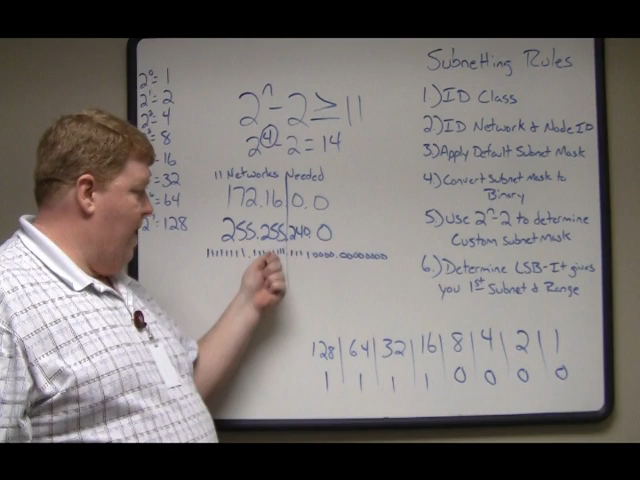 2⁰= 1
2¹= 2
2²= 4
= 8
16
= 32
= 64
2⁷= 128
2ⁿ- 2 ≥ 11
2⁴- 2 = 14
11 Networks Needed
172.16 0.0
255.255 240.0
11111111.11111111 11110000.00000000
Subnetting Rules
1.) ID Class
2) ID Network & Node ID
3) Apply Default Subnet Mask
4.) Convert Subnet Mask to
Binary
5) Use 2ⁿ-2 to determine
Custom Subnet Mask
6.) Determine LSB-It gives
you 1st Subnet & Range
128 64 32 16 8 4 2 1
1 1 1 1 0 0 0 0